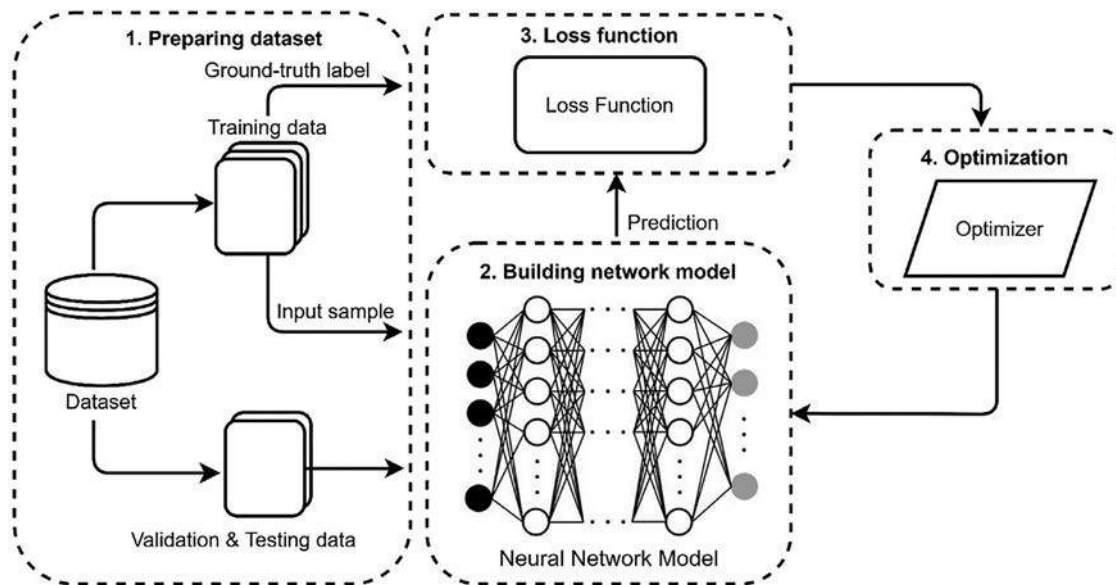 1. Preparing dataset
Ground-truth label
Training data
Input sample
Dataset
Validation & Testing data
3. Loss function
Loss Function
Prediction
2. Building network model
Neural Network Model
4. Optimization
Optimizer